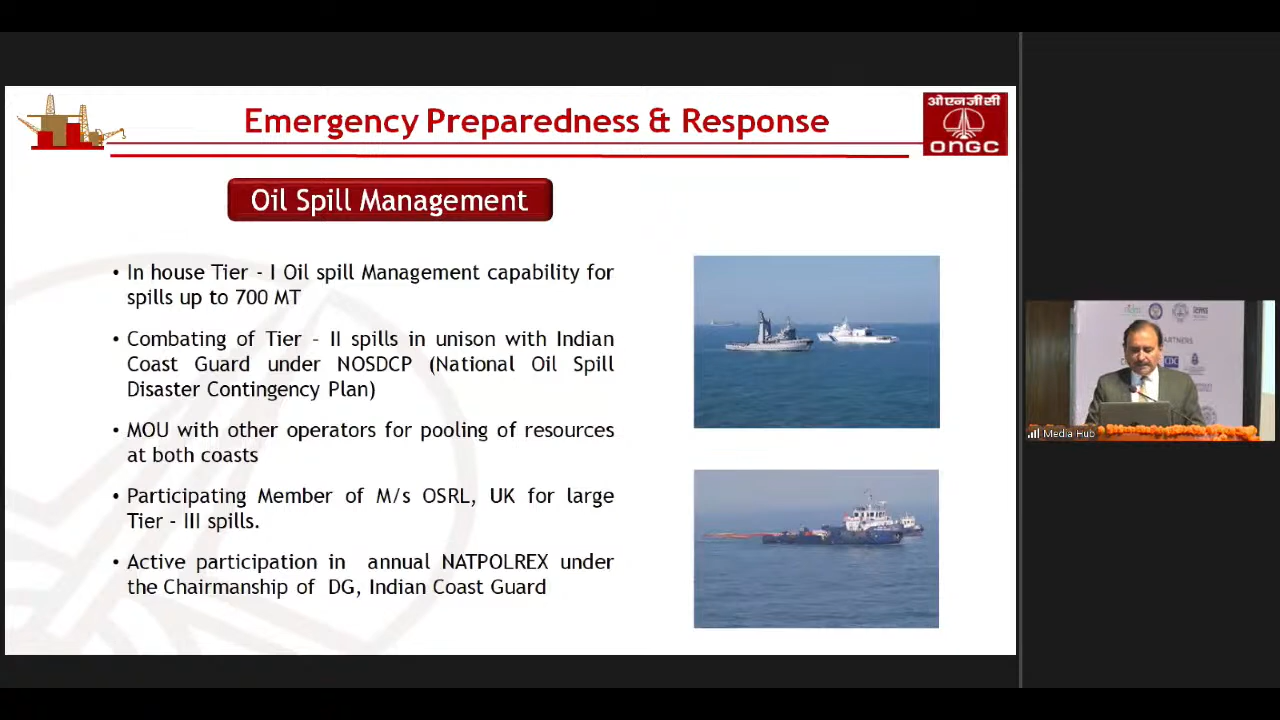 Emergency Preparedness & Response
ओएनजीसी
ONGC
Oil Spill Management
• In house Tier - I Oil spill Management capability for
spills up to 700 MT
• Combating of Tier – II spills in unison with Indian
Coast Guard under NOSDCP (National Oil Spill
Disaster Contingency Plan)
• MOU with other operators for pooling of resources
at both coasts
• Participating Member of M/s OSRL, UK for large
Tier - III spills.
• Active participation in annual NATPOLREX under
the Chairmanship of DG, Indian Coast Guard
Media Hub